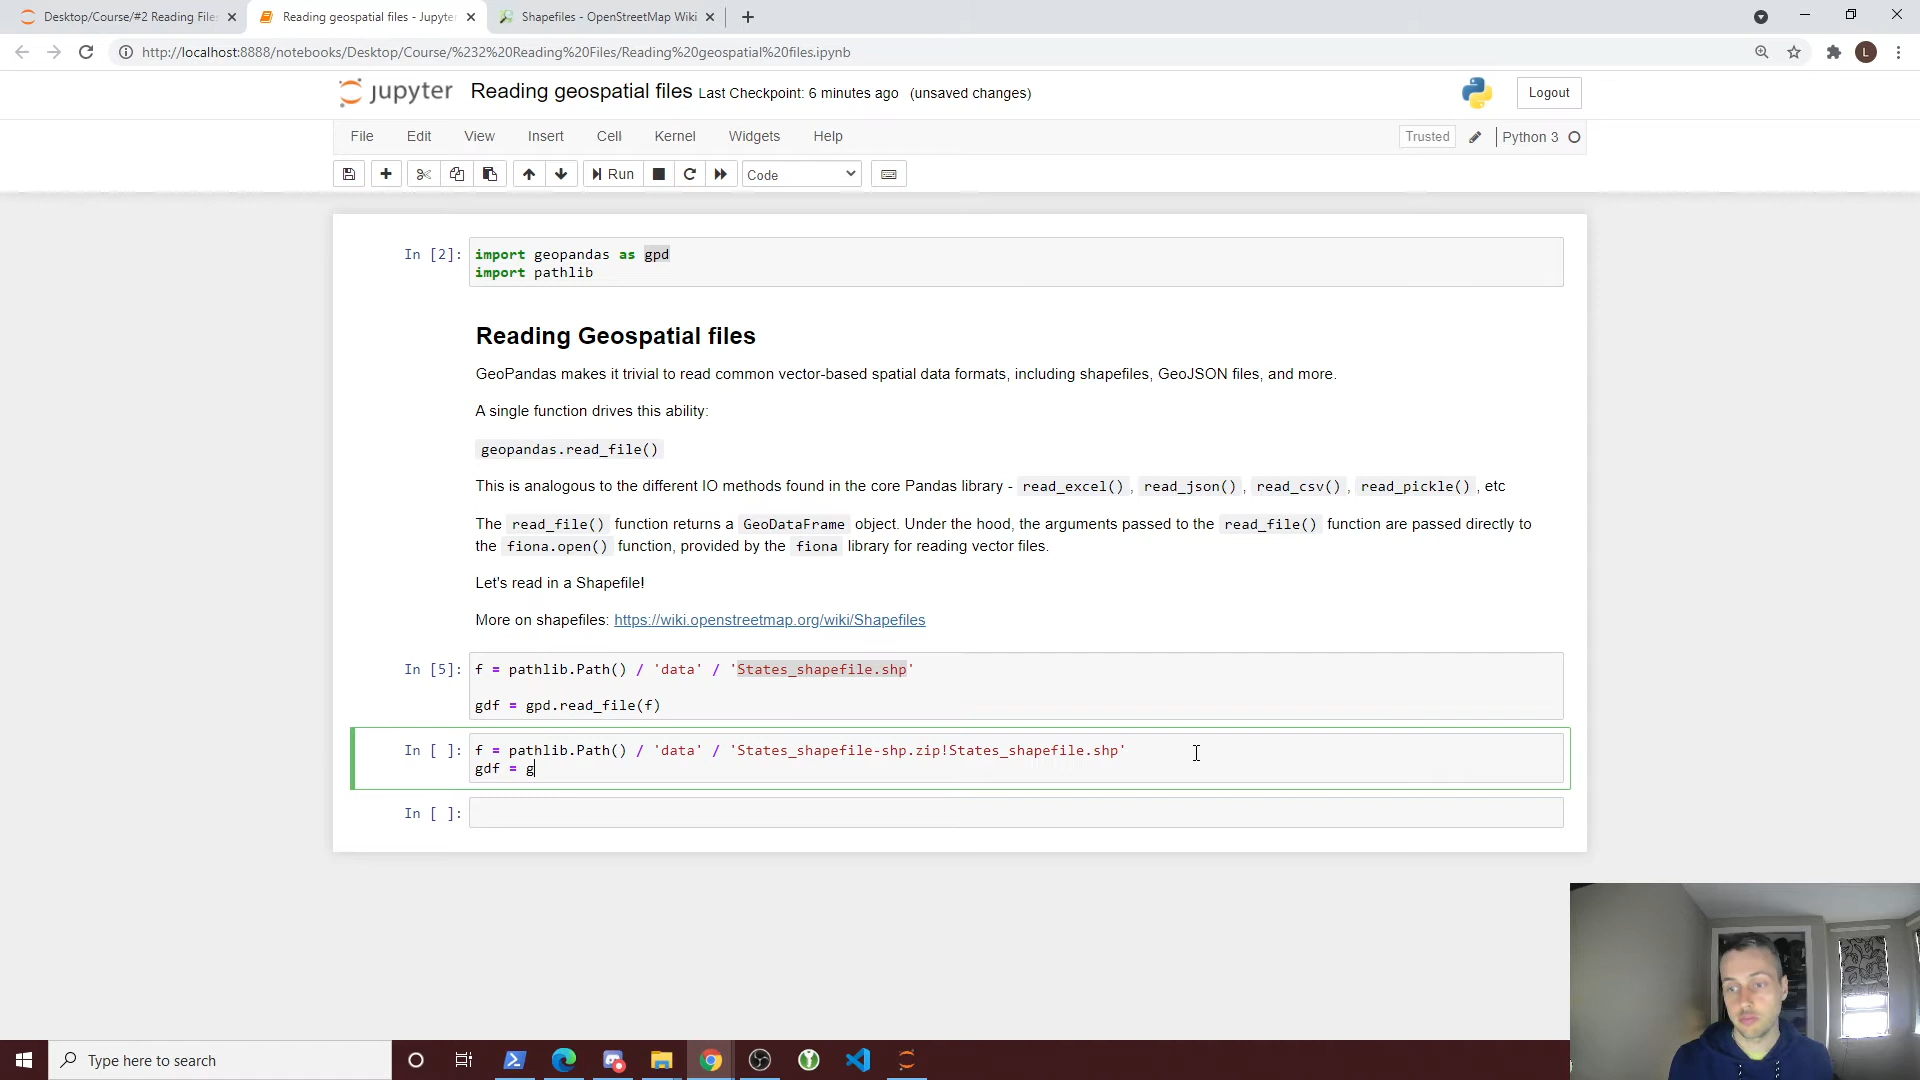 Desktop/Course/#2 Reading File
Reading geospatial files - Jupyter
Shapefiles - OpenStreetMap Wiki
http://localhost:8888/notebooks/Desktop/Course/%232%20Reading%20Files/Reading%20geospatial%20files.ipynb
L
jupyter Reading geospatial files Last Checkpoint: 6 minutes ago (unsaved changes)
Logout
File Edit View Insert Cell Kernel Widgets Help
Trusted Python 3
Run Code
In [2]: import geopandas as gpd
import pathlib
Reading Geospatial files
GeoPandas makes it trivial to read common vector-based spatial data formats, including shapefiles, GeoJSON files, and more.
A single function drives this ability:
geopandas.read_file()
This is analogous to the different IO methods found in the core Pandas library - read_excel() , read_json() , read_csv() , read_pickle() , etc
The read_file() function returns a GeoDataFrame object. Under the hood, the arguments passed to the read_file() function are passed directly to
the fiona.open() function, provided by the fiona library for reading vector files.
Let's read in a Shapefile!
More on shapefiles: https://wiki.openstreetmap.org/wiki/Shapefiles
In [5]: f = pathlib.Path() / 'data' / 'States_shapefile.shp'
gdf = gpd.read_file(f)
In [ ]: f = pathlib.Path() / 'data' / 'States_shapefile-shp.zip!States_shapefile.shp'
gdf = g
In [ ]:
Type here to search